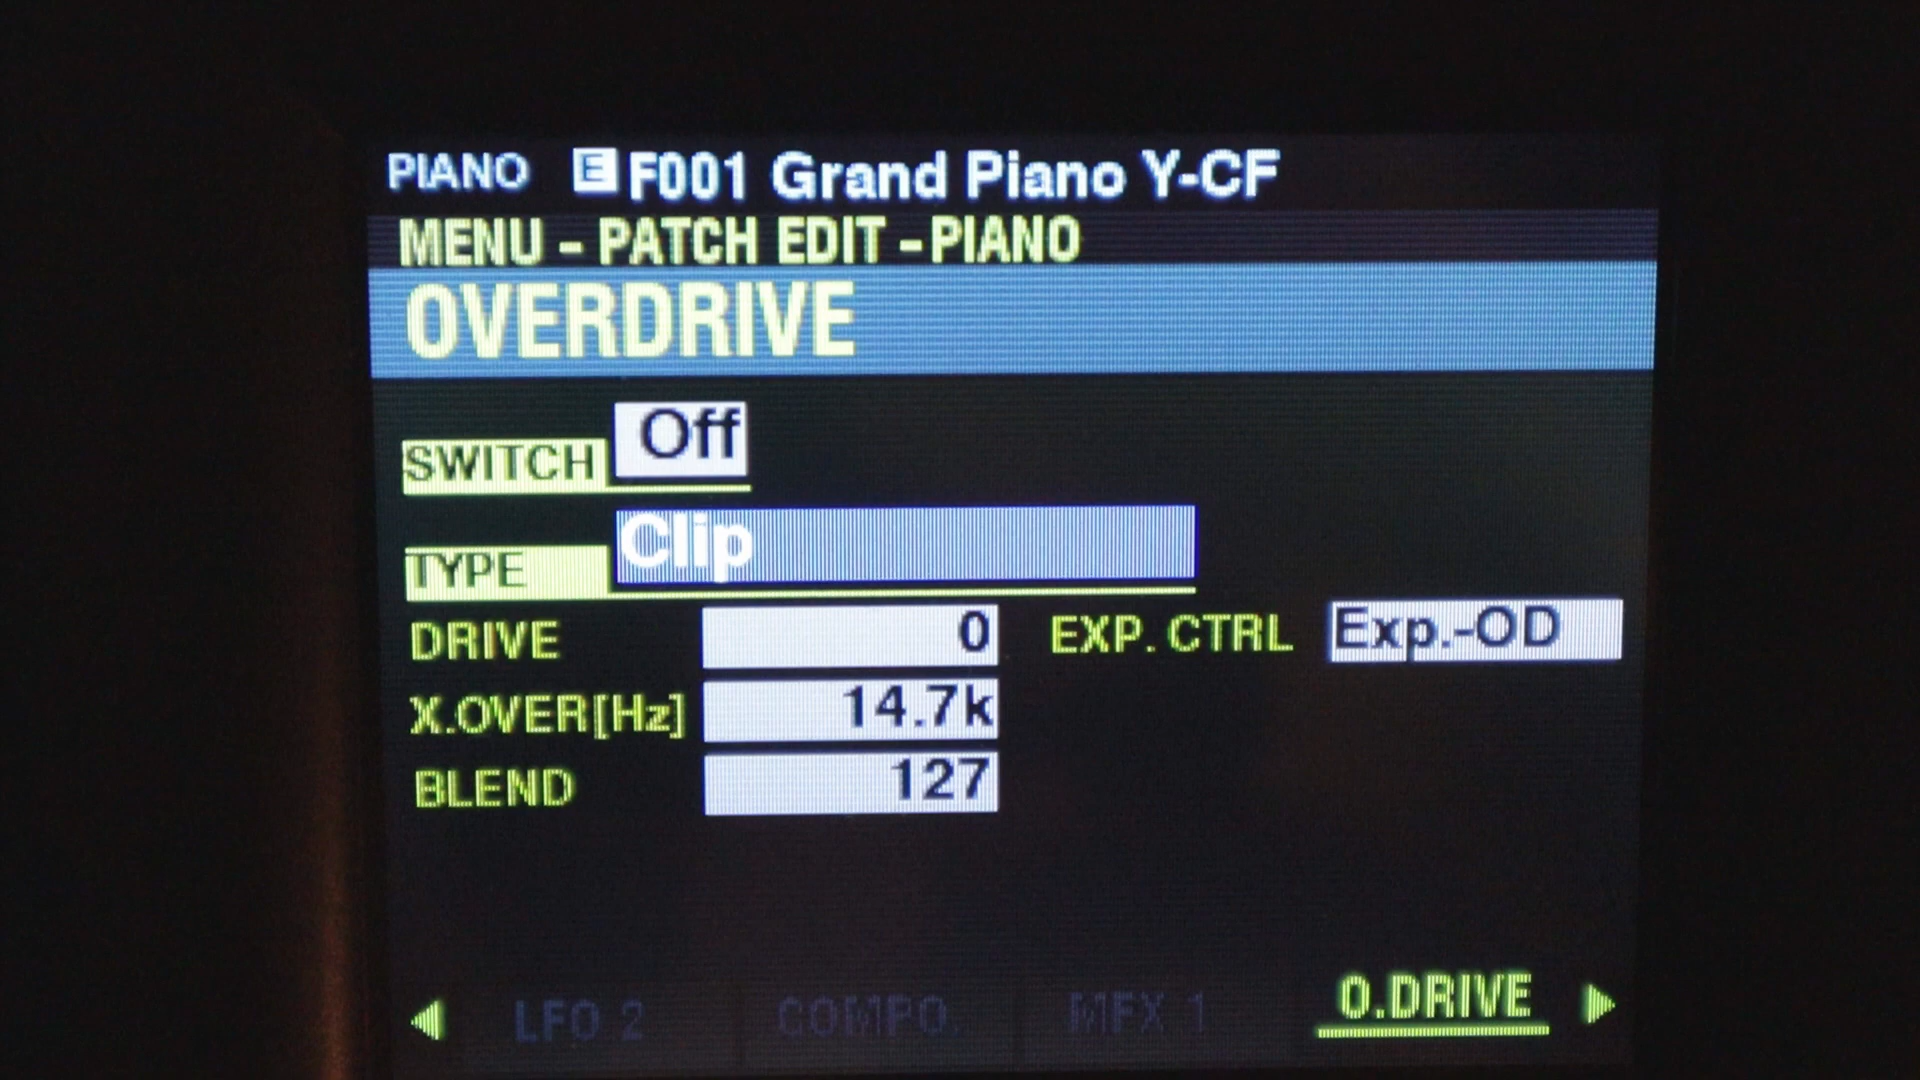 PIANO E F001 Grand Piano Y-CF
MENU - PATCH EDIT - PIANO
OVERDRIVE
SWITCH Off
TYPE Clip
DRIVE 0 EXP. CTRL Exp.-OD
X.OVER[Hz] 14.7k
BLEND 127
LFO 2 COMPO. MFX 1 O.DRIVE